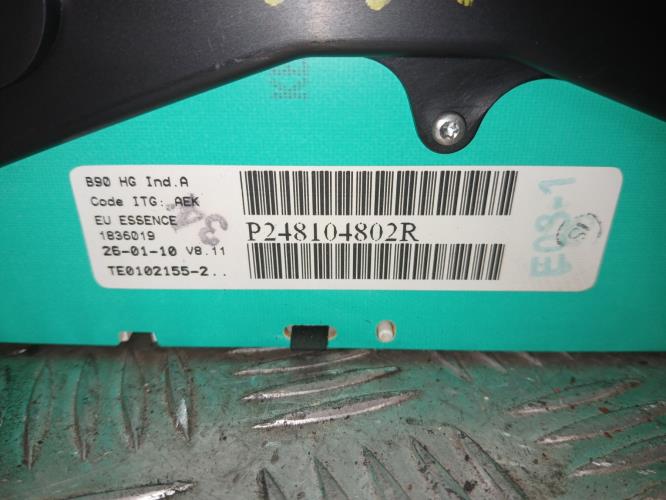 B90 HG Ind.A
Code ITG: AEK
EU ESSENCE
1836019
26-01-10 V8.11
TE0102155-2..
P248104802R
E03-1